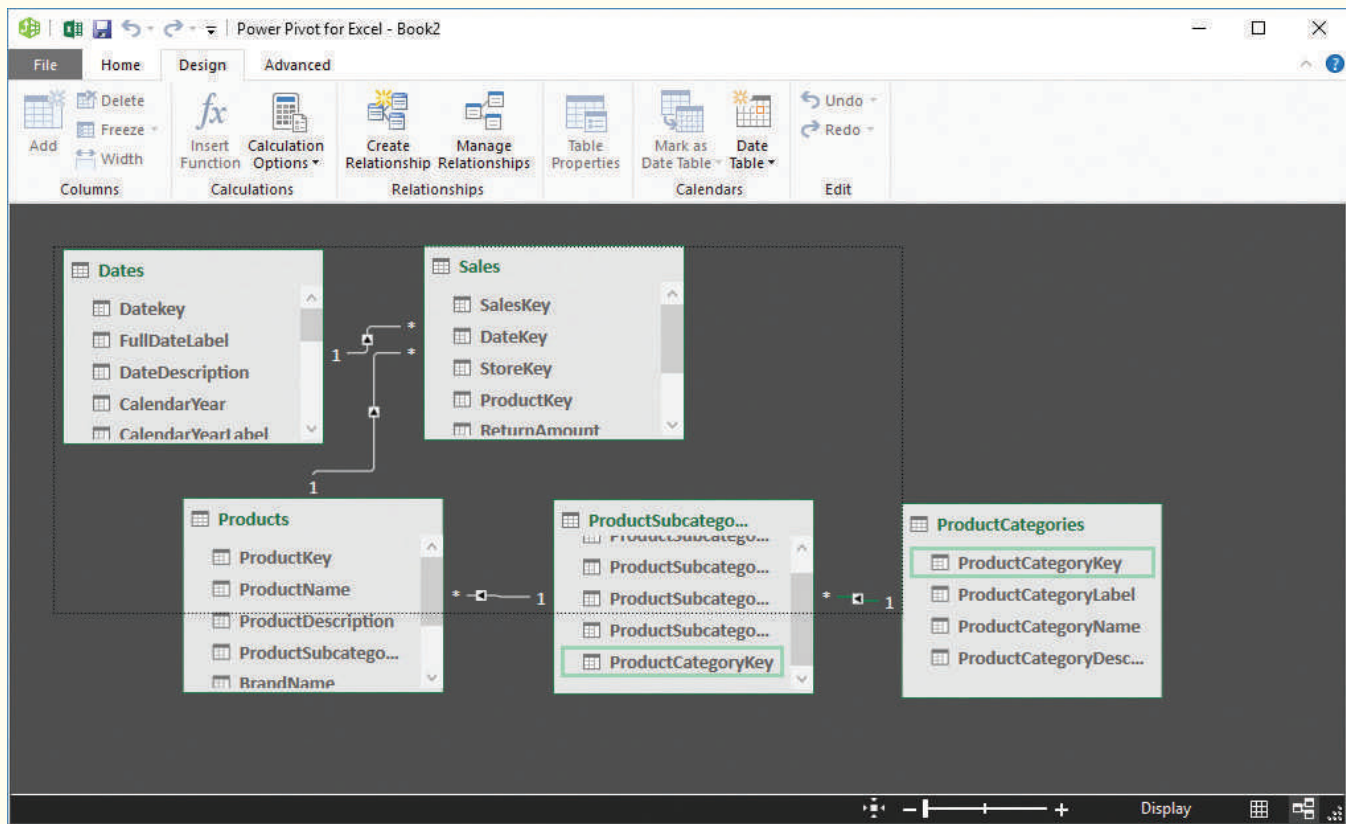 Power Pivot for Excel - Book2
File Home Design Advanced
Add
Delete
Freeze
Width
Columns
fx
Insert Function
Calculation Options
Calculations
Create Relationship
Manage Relationships
Relationships
Table Properties
Mark as Date Table
Date Table
Calendars
Undo
Redo
Edit
Dates
Datekey
FullDateLabel
DateDescription
CalendarYear
CalendarYearLabel
Sales
SalesKey
DateKey
StoreKey
ProductKey
ReturnAmount
1 *
*
1
Products
ProductKey
ProductName
ProductDescription
ProductSubcatego...
BrandName
* 1
ProductSubcatego...
ProductSubcatego...
ProductSubcatego...
ProductSubcatego...
ProductSubcatego...
ProductCategoryKey
* 1
ProductCategories
ProductCategoryKey
ProductCategoryLabel
ProductCategoryName
ProductCategoryDesc...
Display